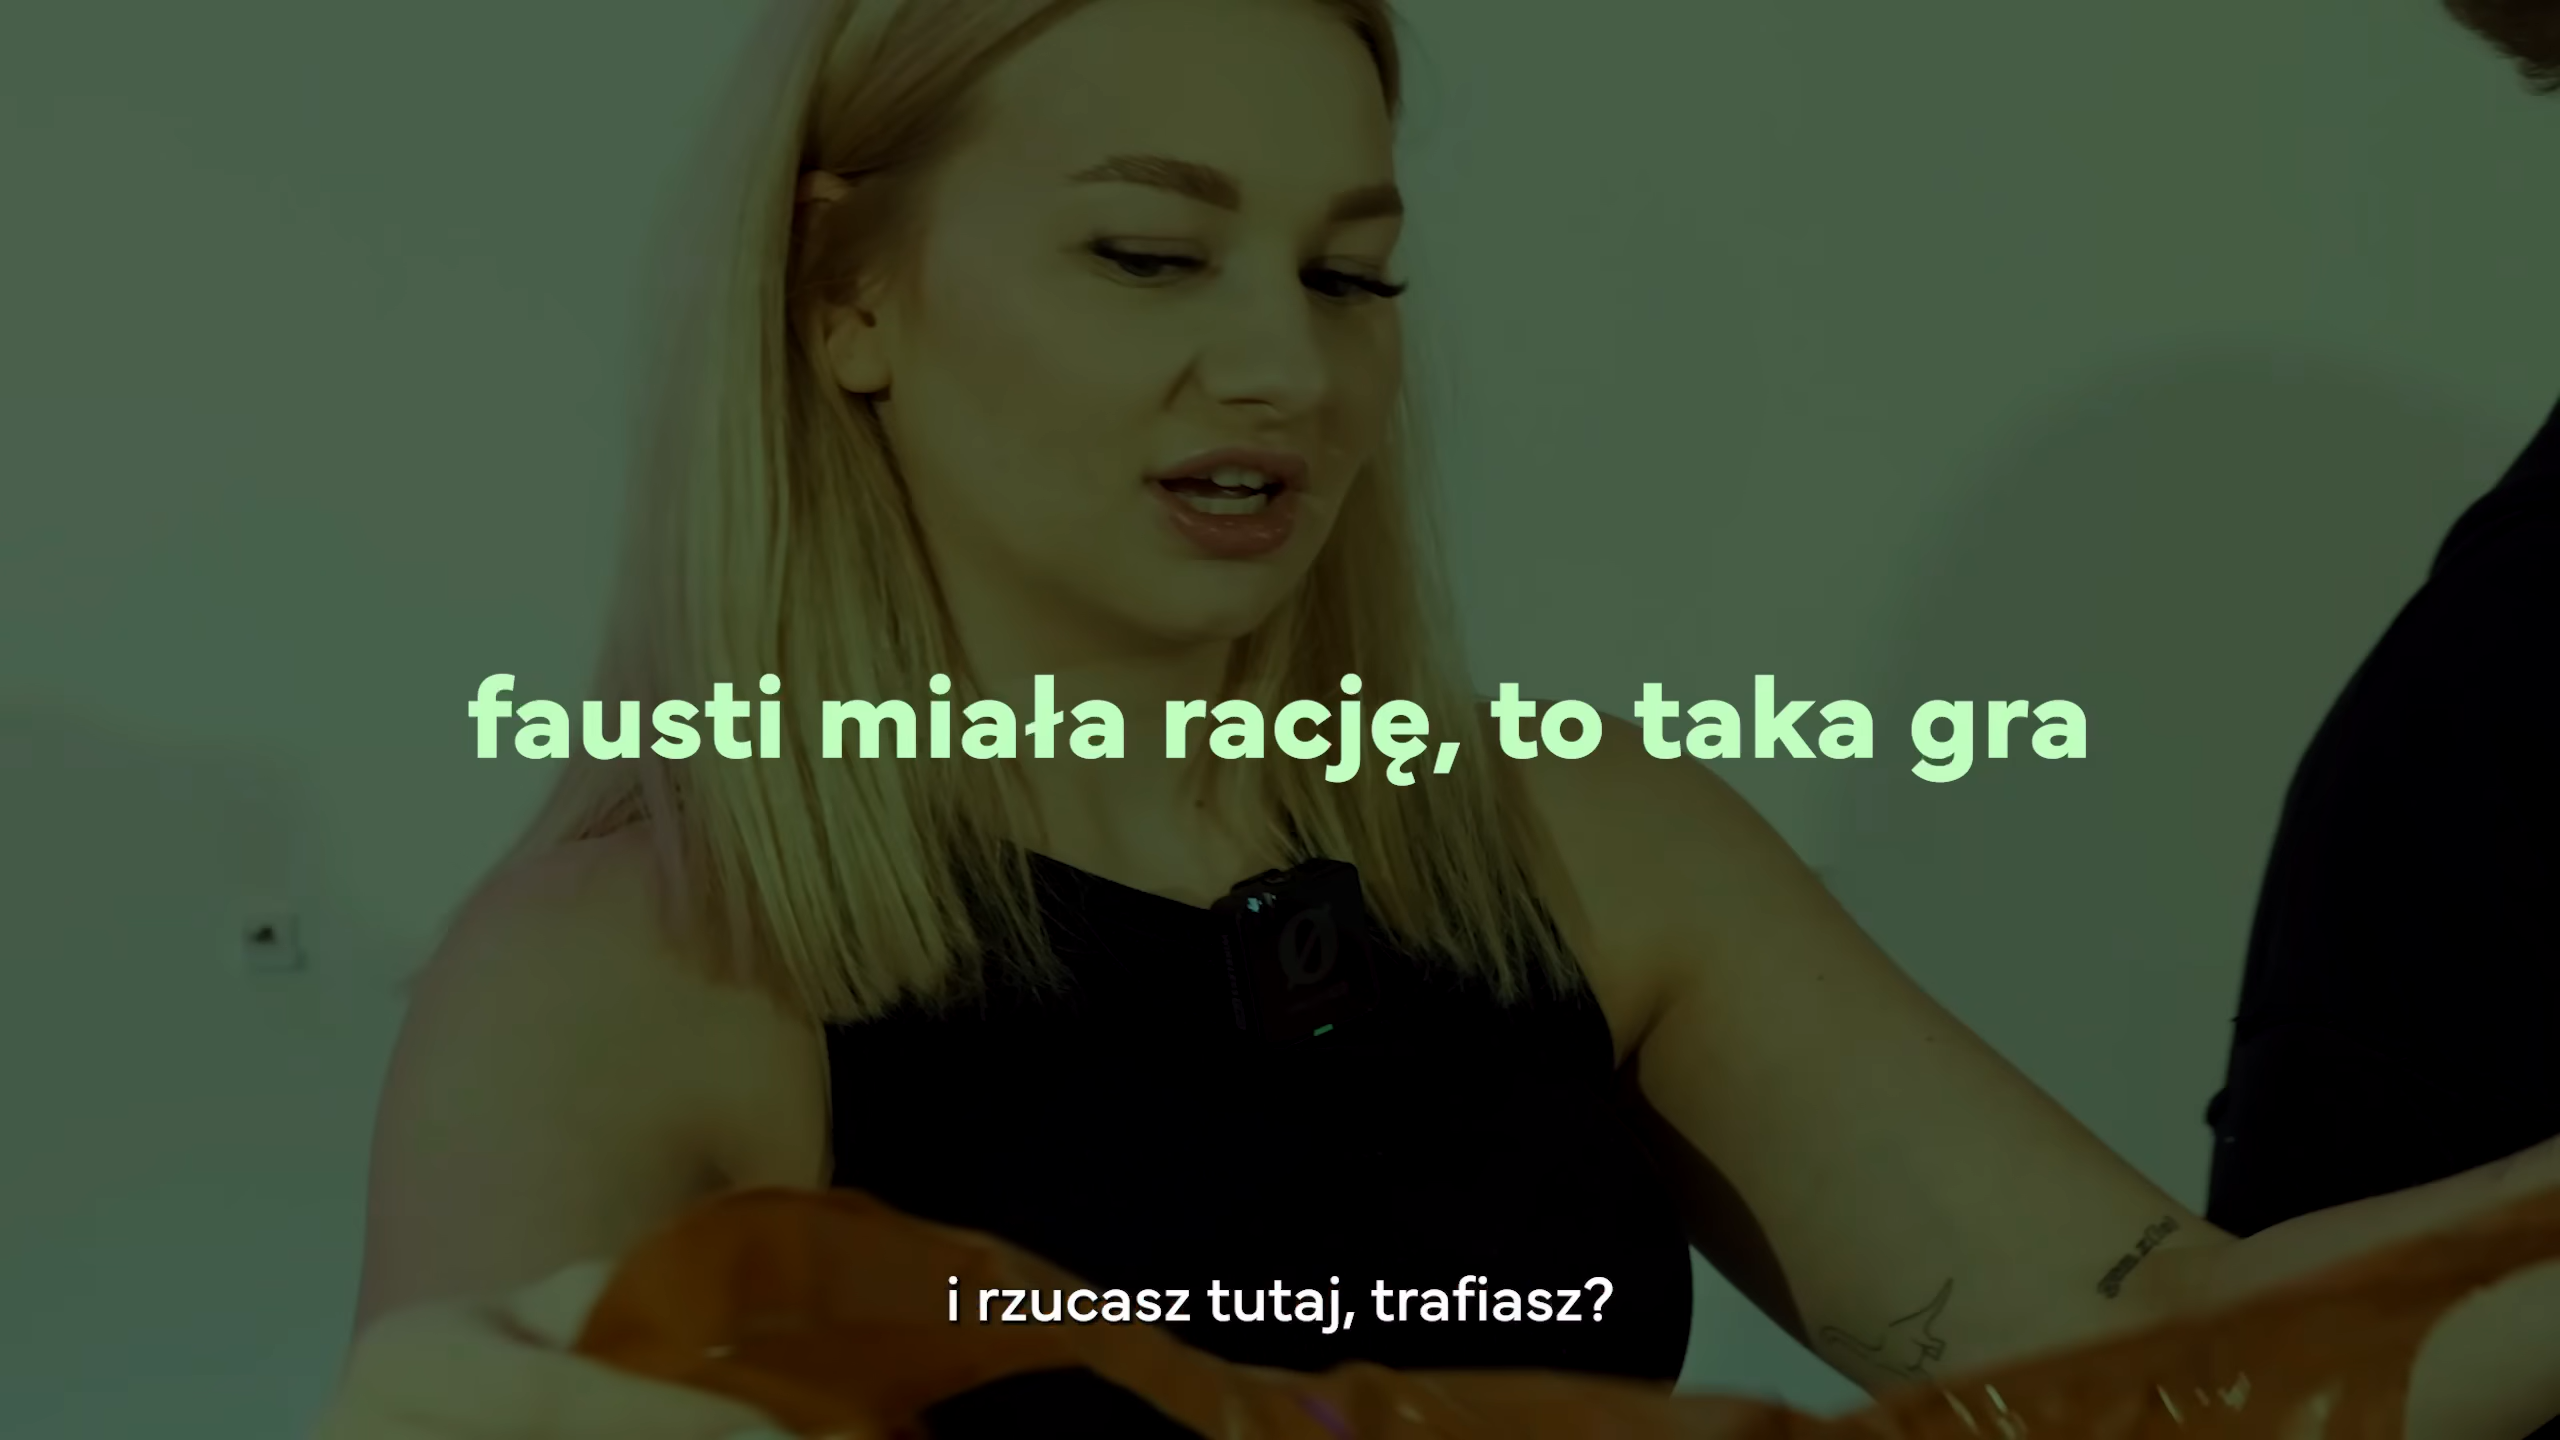 fausti miała rację, to taka gra
i rzucasz tutaj, trafiasz?